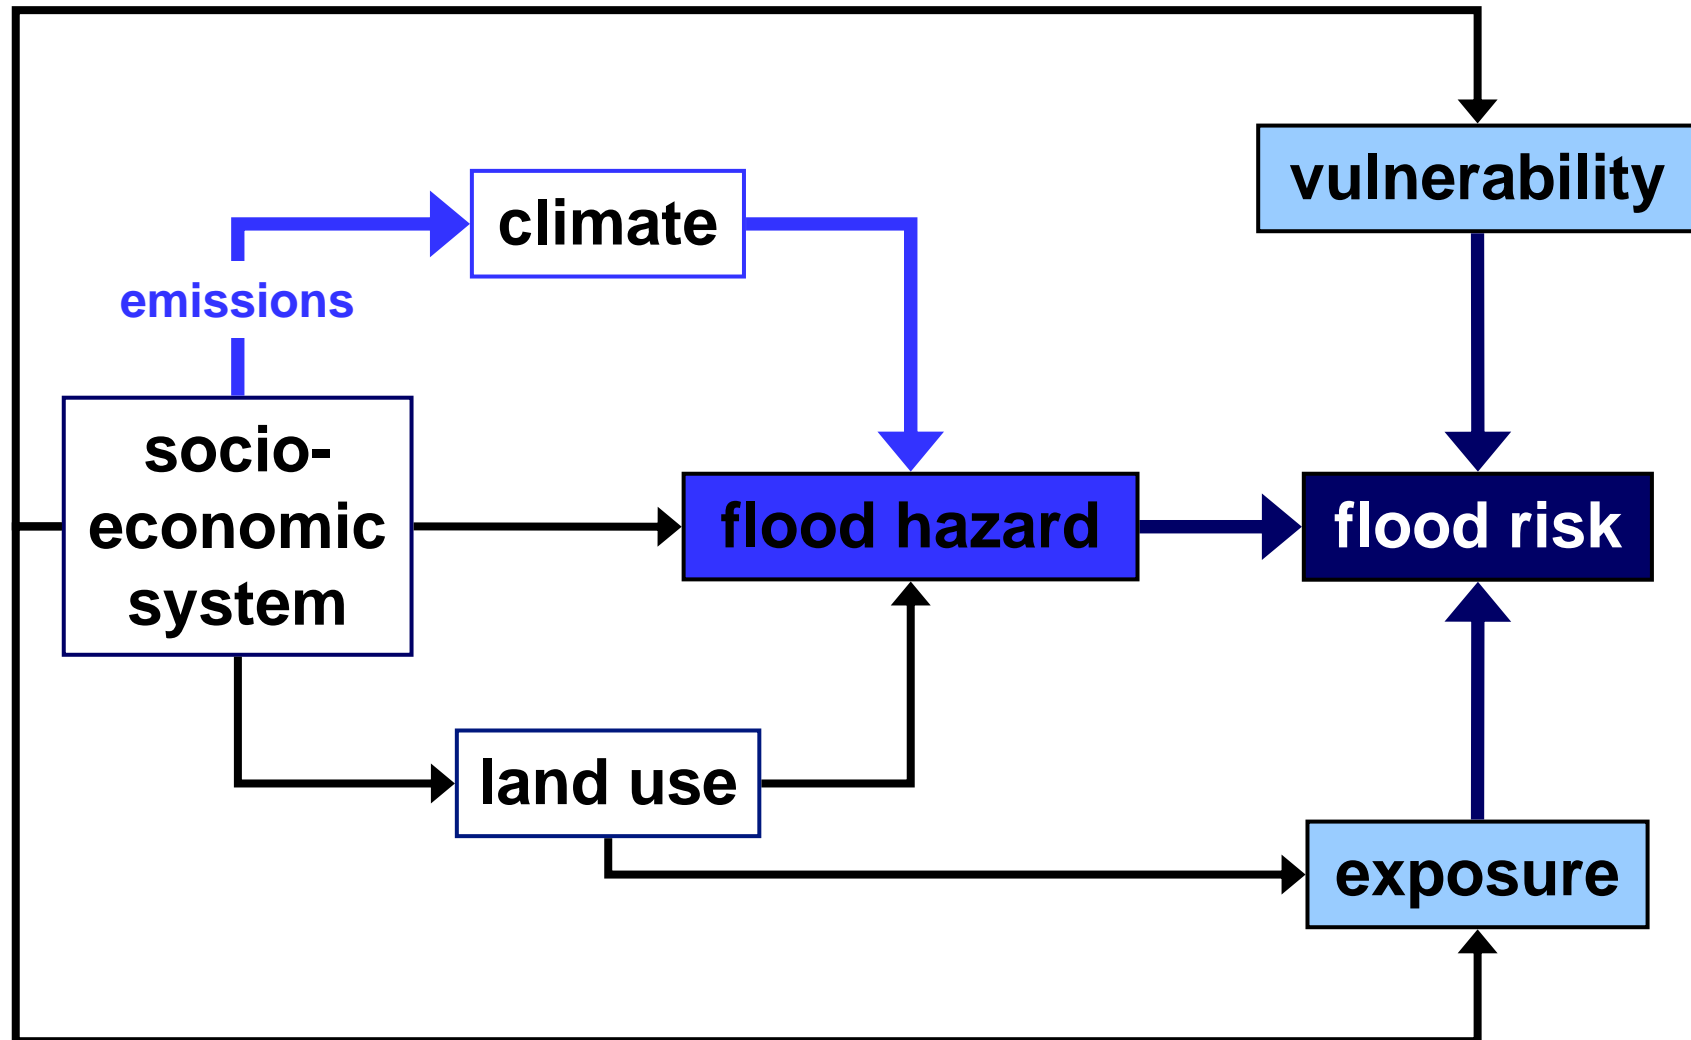 vulnerability
climate
emissions
socio-
economic
system
flood hazard
flood risk
land use
exposure